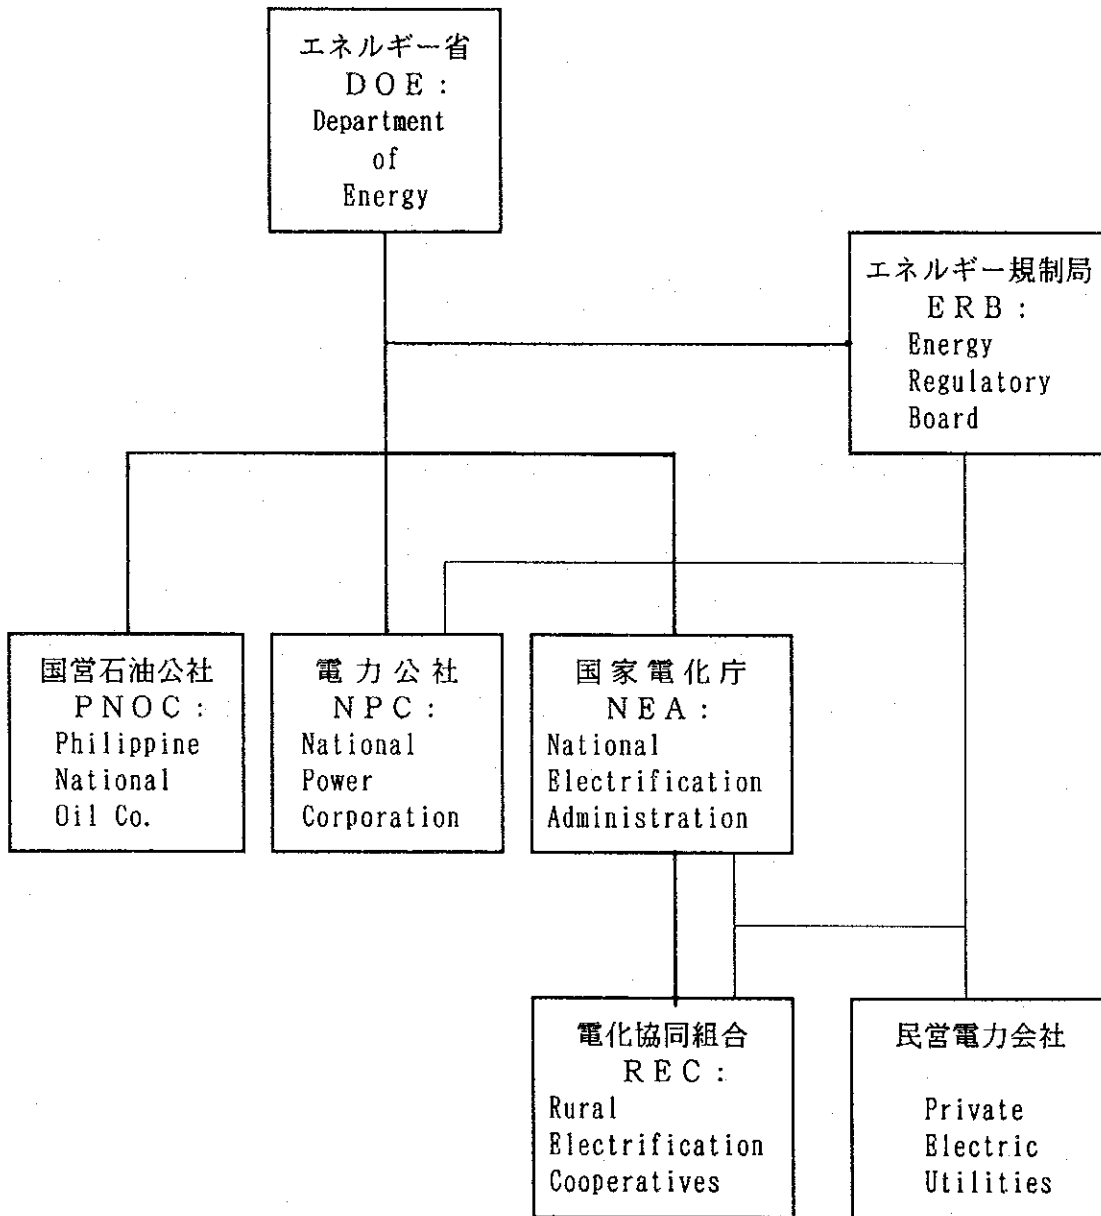 エネルギー省
DOE:
Department
of
Energy
エネルギー規制局
ERB:
Energy
Regulatory
Board
国営石油公社
PNOC:
Philippine
National
Oil Co.
電力公社
NPC:
National
Power
Corporation
国家電化庁
NEA:
National
Electrification
Administration
電化協同組合
REC:
Rural
Electrification
Cooperatives
民営電力会社
Private
Electric
Utilities